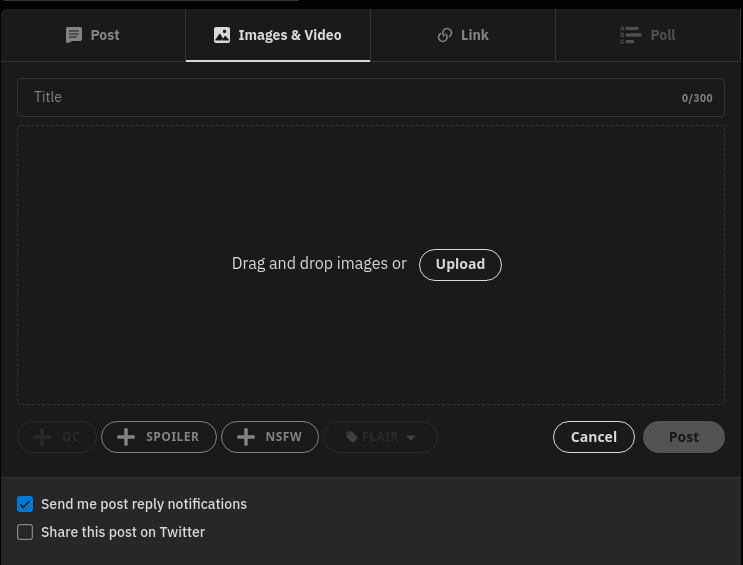 Post
Images & Video
Link
Poll
Title
0/300
Drag and drop images or Upload
OC
SPOILER
NSFW
FLAIR
Cancel
Post
Send me post reply notifications
Share this post on Twitter